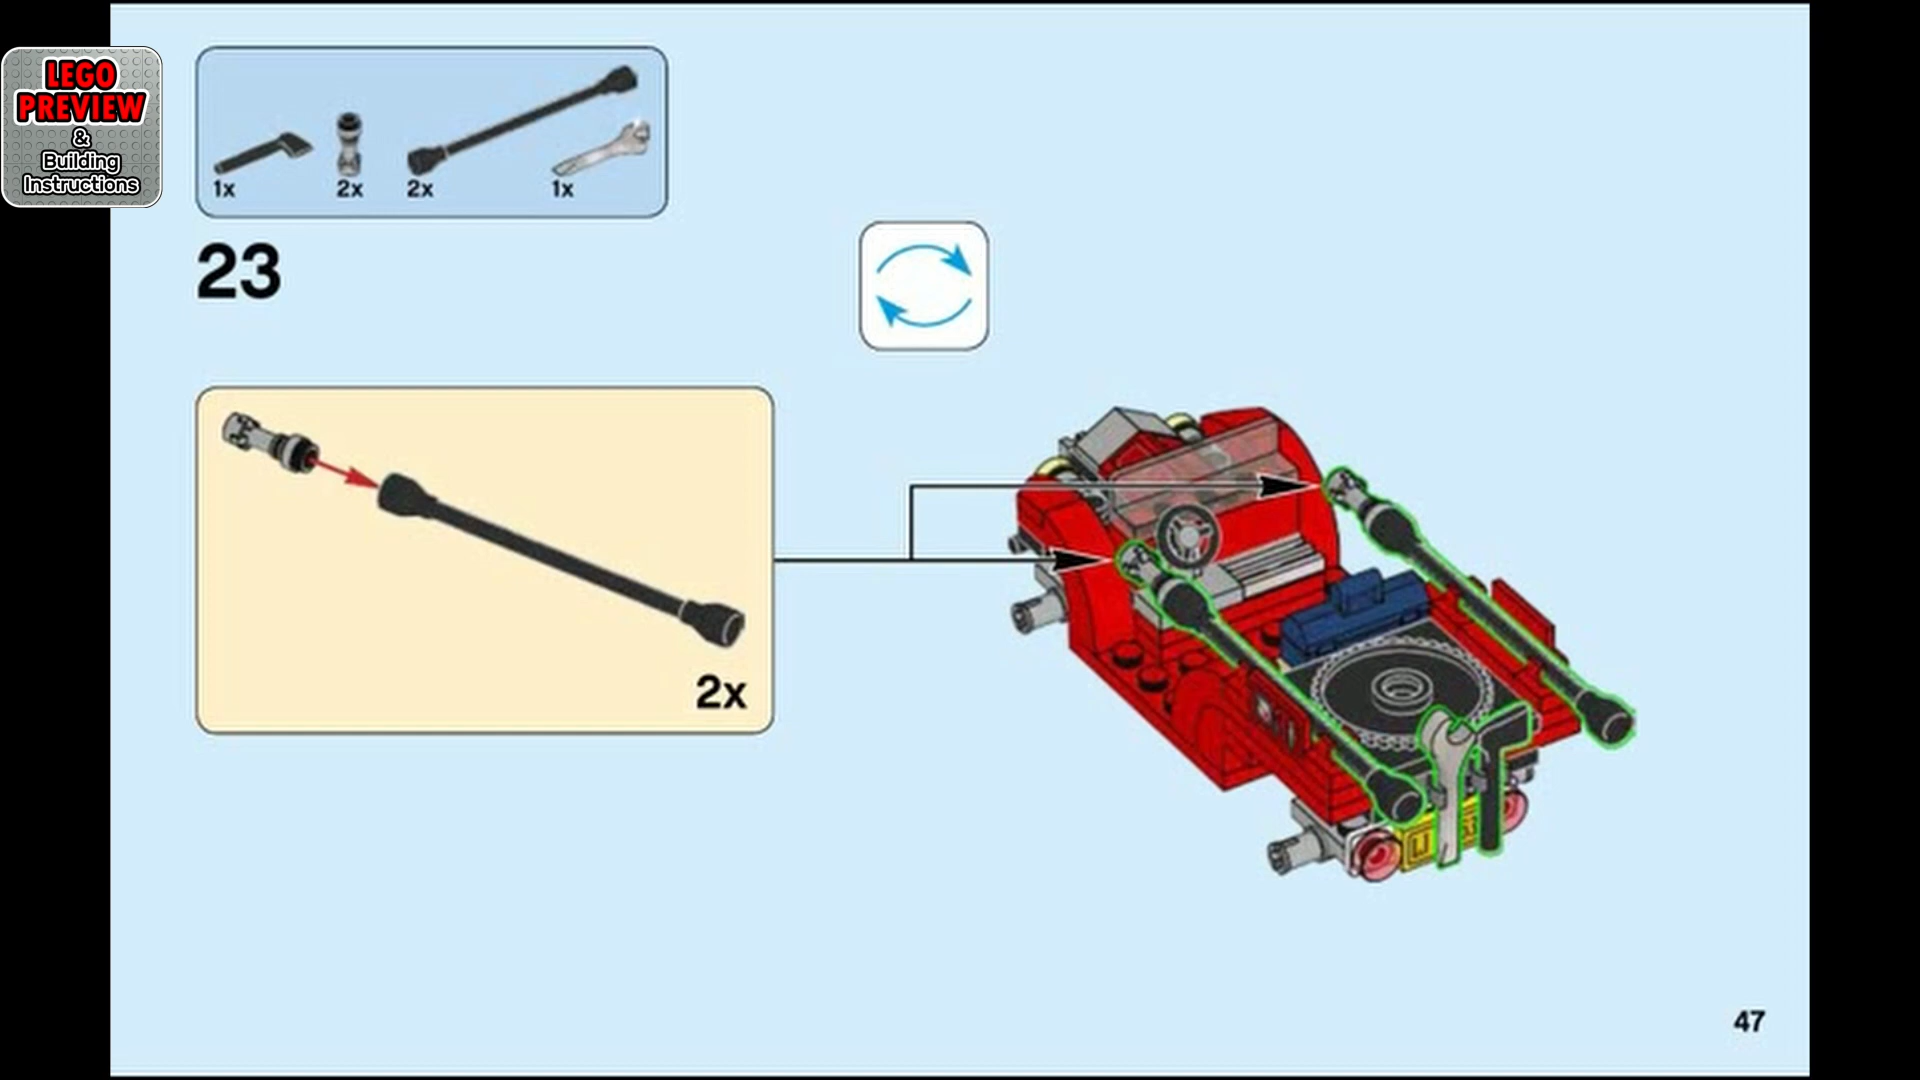 LEGO
PREVIEW
&
Building
Instructions
1x
2x
2x
1x
23
2x
47